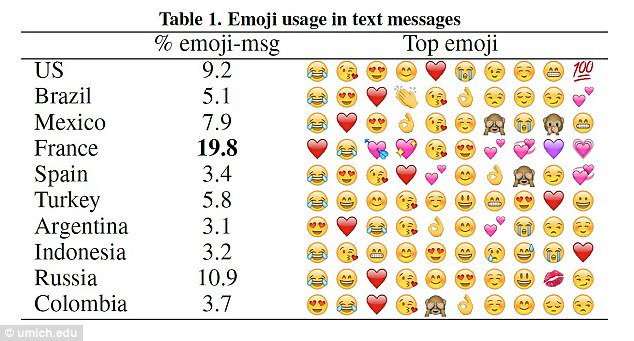 Table 1. Emoji usage in text messages
% emoji-msg Top emoji
US 9.2 😂 😘 😍 😊 ❤️ 😭 😉 ☺️ 😁 💯
Brazil 5.1
Mexico 7.9
France 19.8
Spain 3.4
Turkey 5.8
Argentina 3.1
Indonesia 3.2
Russia 10.9
Colombia 3.7
© umich.edu